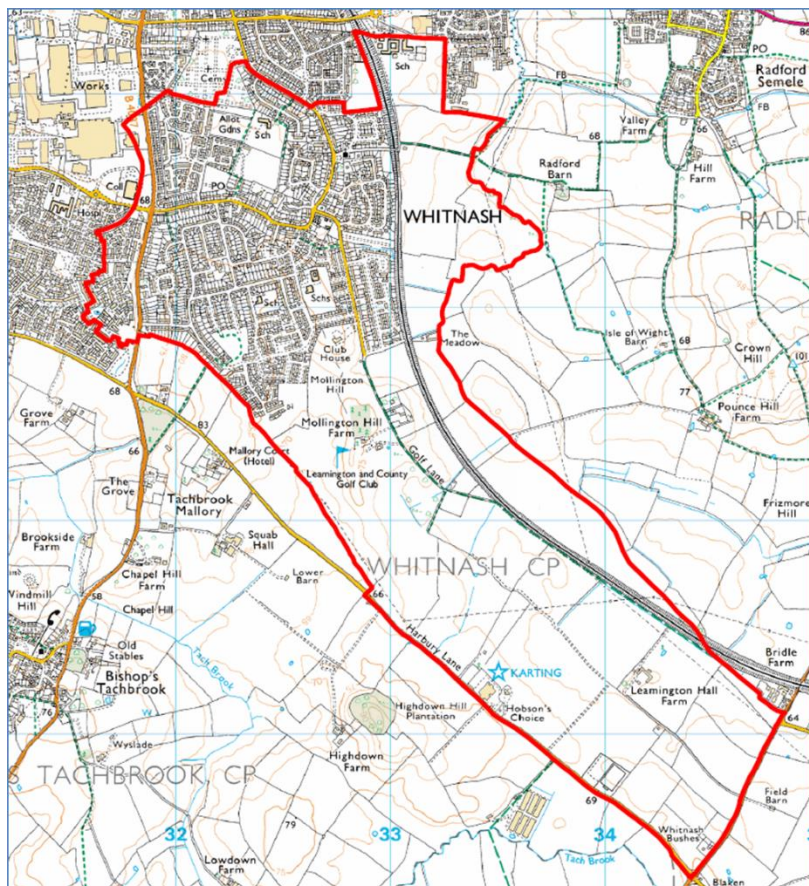 Works
Cemy
Sch
PO
Radford
Semele
B4
FB
Valley
Farm
66
FB
Allot
Gdns
Sch
68
Radford
Barn
Hill
Farm
Coll
PO
Hospl
68
WHITNASH
RADF
Sch
Schs
The
Meadow
Isle of Wight
Barn
68
Crown
Hill
101
Club
House
Mollington
Hill
77
Pounce Hill
Farm
Grove
Farm
68
83
66
Mollington Hill
Farm
Mallory Court
(Hotel)
Leamington and County
Golf Club
Golf Lane
The
Grove
Tachbrook
Mallory
Frizmore
Hill
Brookside
Farm
Squab
Hall
Chapel Hill
Farm
Lower
Barn
WHITNASH CP
Windmill
Hill
58
Chapel Hill
66
Old
Stables
Tach Brook
Harbury Lane
KARTING
Bridle
Farm
Bishop's
Tachbrook
W
Leamington Hall
Farm
64
76
Highdown Hill
Plantation
Hobson's
Choice
Wyslade
Highdown
Farm
S TACHBROOK CP
Field
Barn
69
32
33
34
79
Whitnash
Bushes
Lowdown
Farm
Tach Brook
Blaken